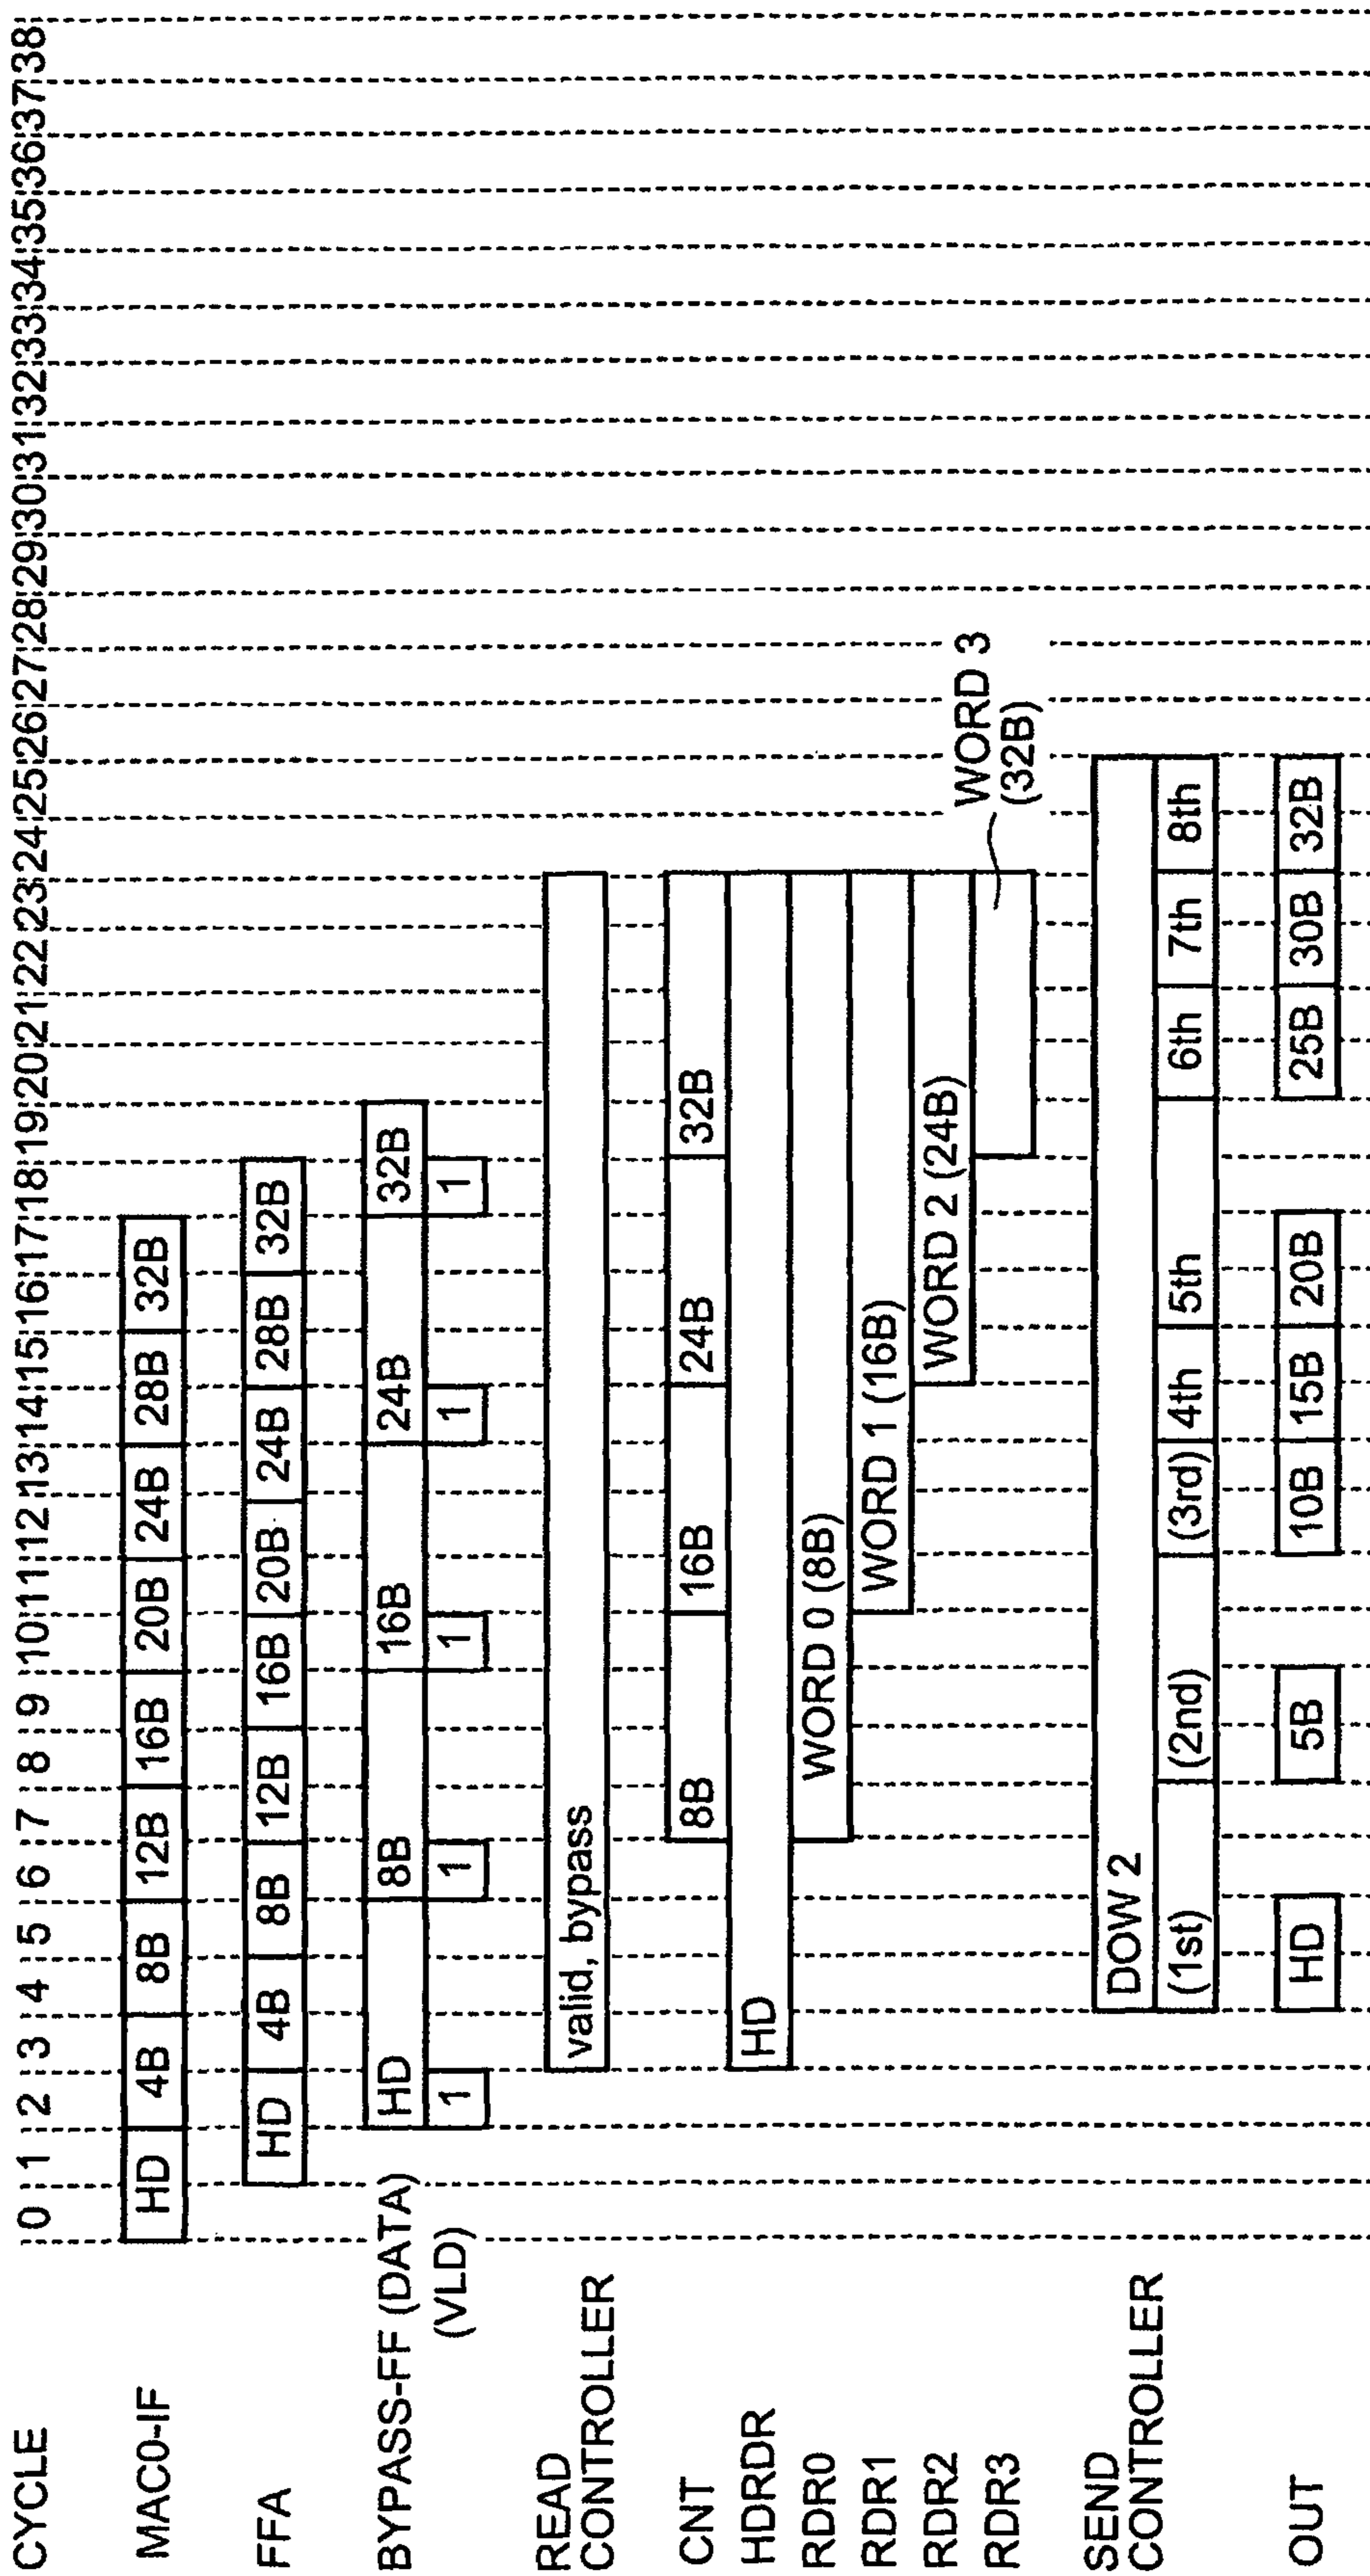 CYCLE 0 1 2 3 4 5 6 7 8 9 10 11 12 13 14 15 16 17 18 19 20 21 22 23 24 25 26 27 28 29 30 31 32 33 34 35 36 37 38
MAC0-IF HD 4B 8B 12B 16B 20B 24B 28B 32B
FFA HD 4B 8B 12B 16B 20B 24B 28B 32B
BYPASS-FF (DATA) HD 8B 16B 24B 32B
(VLD) 1 1 1 1 1
READ
CONTROLLER valid, bypass
CNT 8B 16B 24B 32B
HDRDR HD
RDR0 WORD 0 (8B)
RDR1 WORD 1 (16B)
RDR2 WORD 2 (24B)
RDR3
WORD 3
(32B)
SEND
CONTROLLER
DOW 2
(1st) (2nd) (3rd) 4th 5th 6th 7th 8th
OUT HD 5B 10B 15B 20B 25B 30B 32B